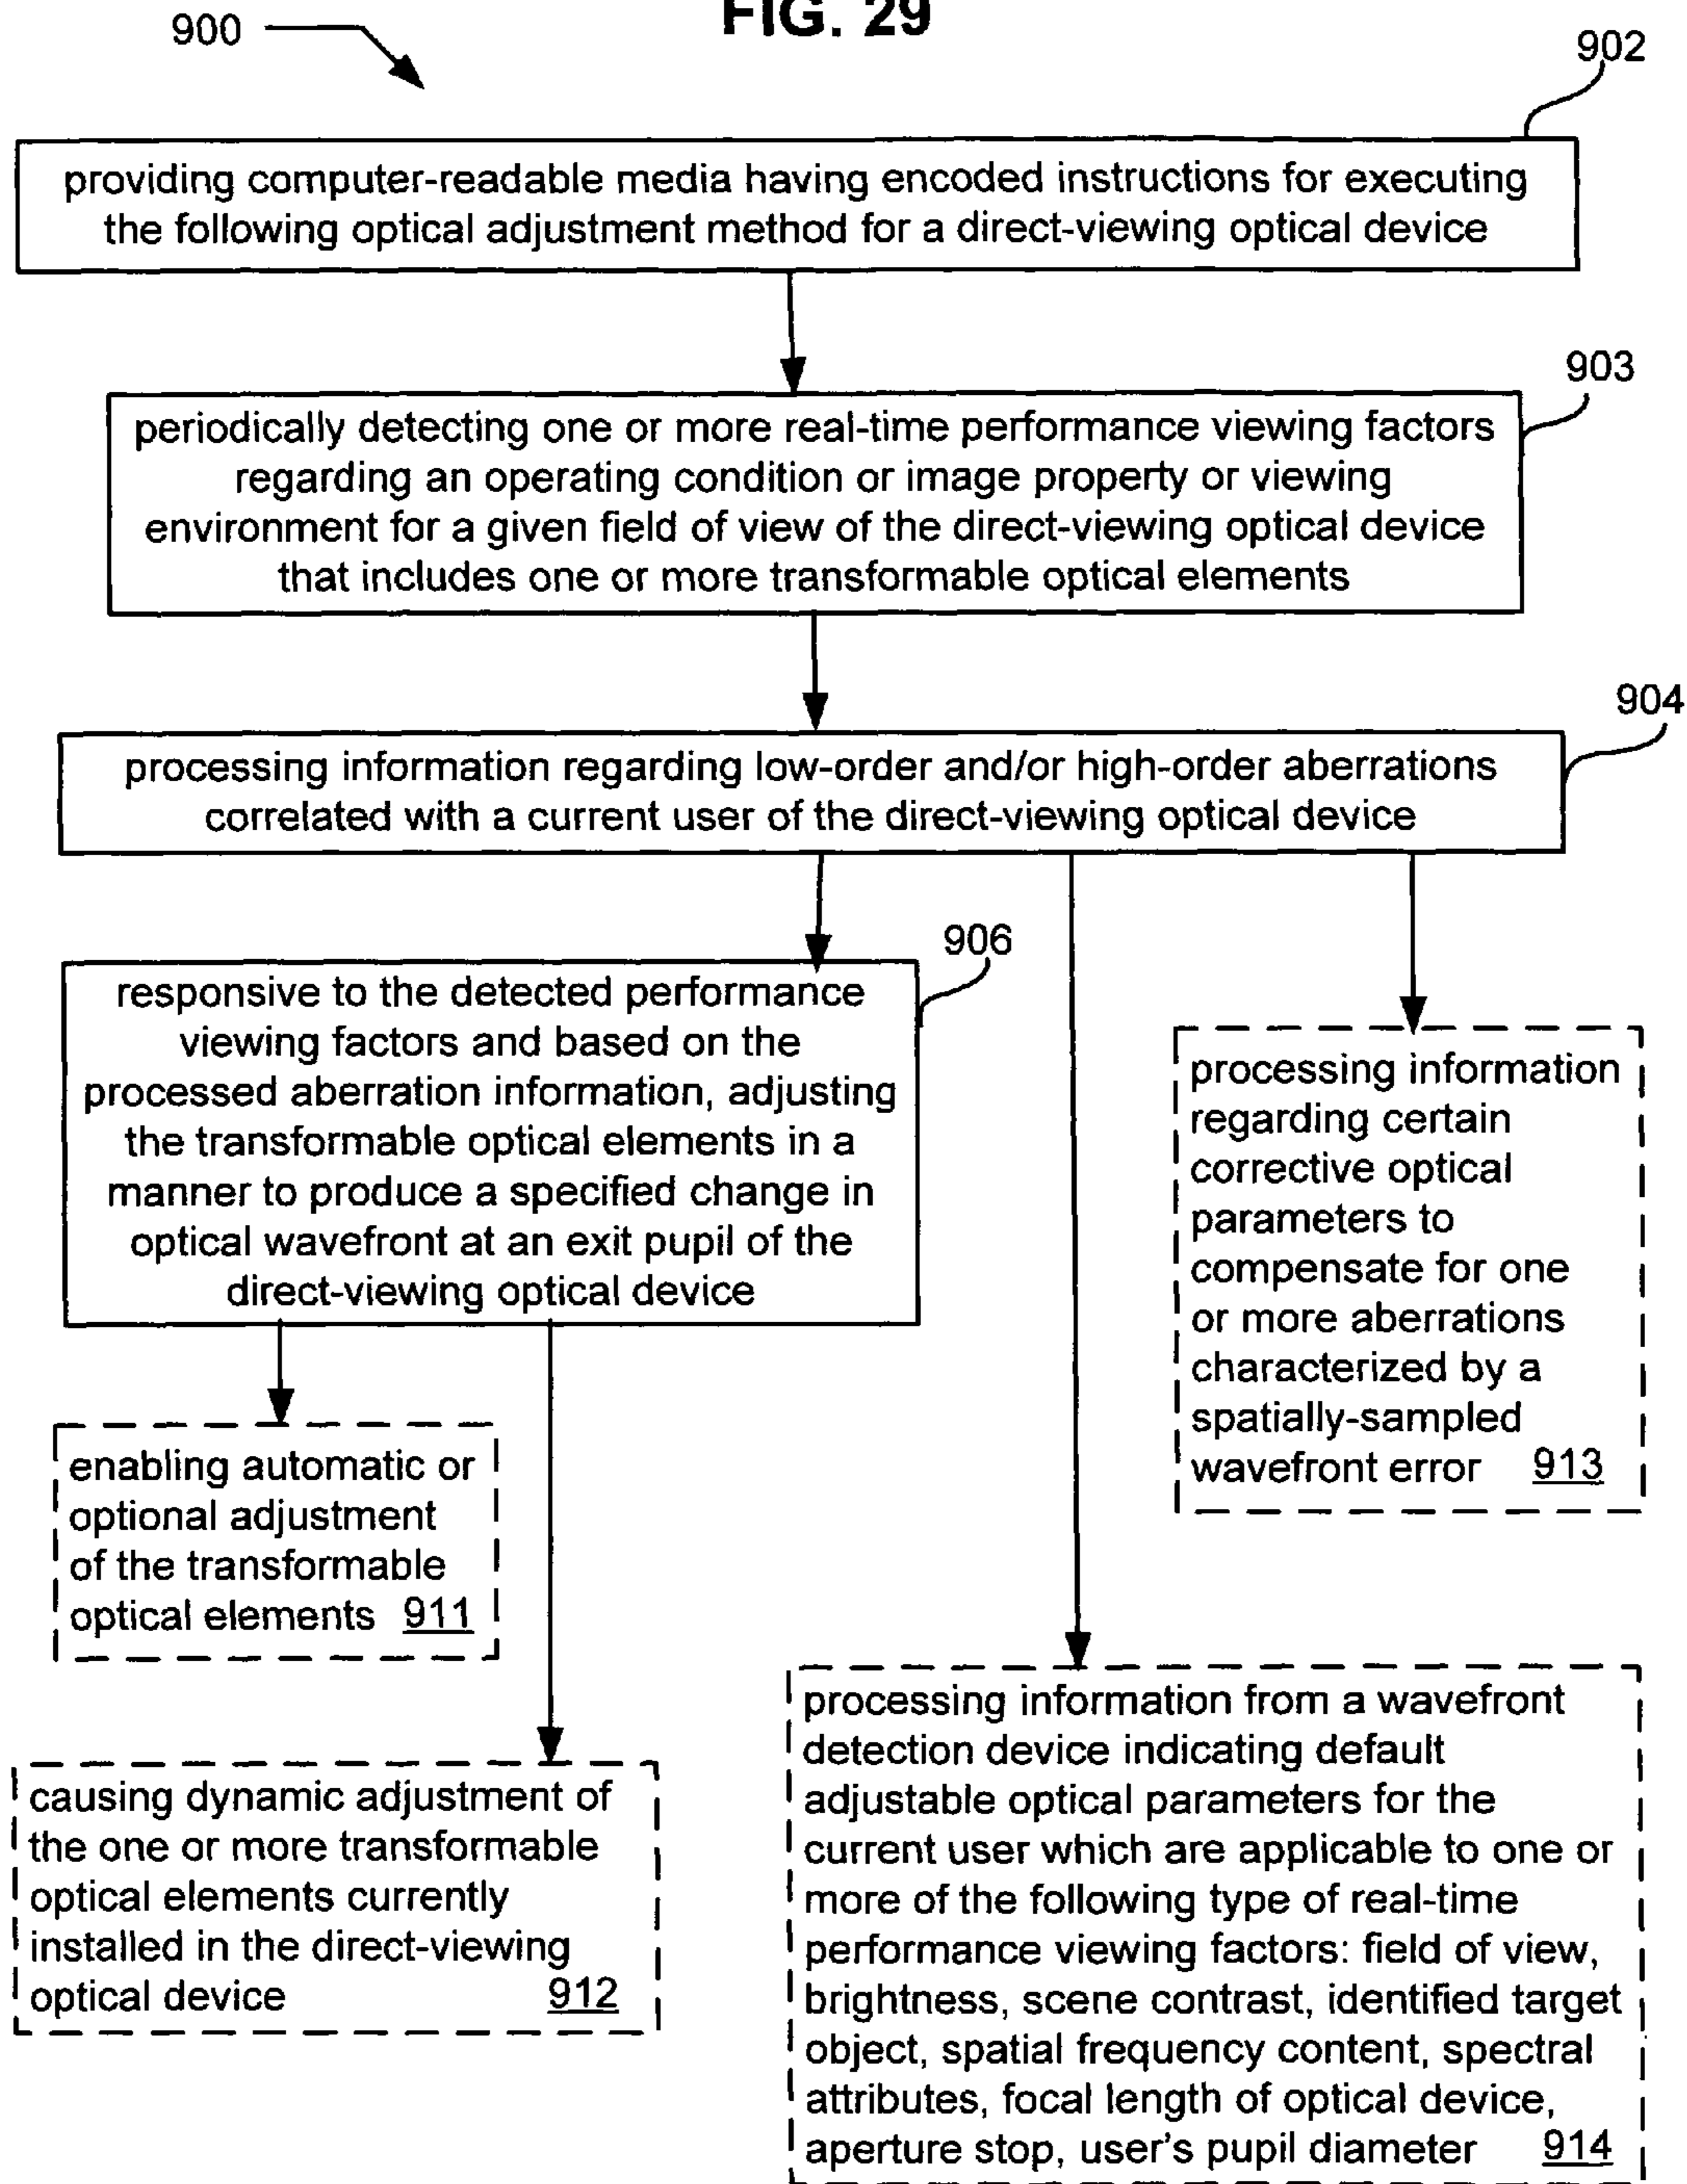 FIG. 29
900
902
providing computer-readable media having encoded instructions for executing
the following optical adjustment method for a direct-viewing optical device
903
periodically detecting one or more real-time performance viewing factors
regarding an operating condition or image property or viewing
environment for a given field of view of the direct-viewing optical device
that includes one or more transformable optical elements
904
processing information regarding low-order and/or high-order aberrations
correlated with a current user of the direct-viewing optical device
906
responsive to the detected performance
viewing factors and based on the
processed aberration information, adjusting
the transformable optical elements in a
manner to produce a specified change in
optical wavefront at an exit pupil of the
direct-viewing optical device
processing information
regarding certain
corrective optical
parameters to
compensate for one
or more aberrations
characterized by a
spatially-sampled
wavefront error 913
enabling automatic or
optional adjustment
of the transformable
optical elements 911
causing dynamic adjustment of
the one or more transformable
optical elements currently
installed in the direct-viewing
optical device 912
processing information from a wavefront
detection device indicating default
adjustable optical parameters for the
current user which are applicable to one or
more of the following type of real-time
performance viewing factors: field of view,
brightness, scene contrast, identified target
object, spatial frequency content, spectral
attributes, focal length of optical device,
aperture stop, user's pupil diameter 914